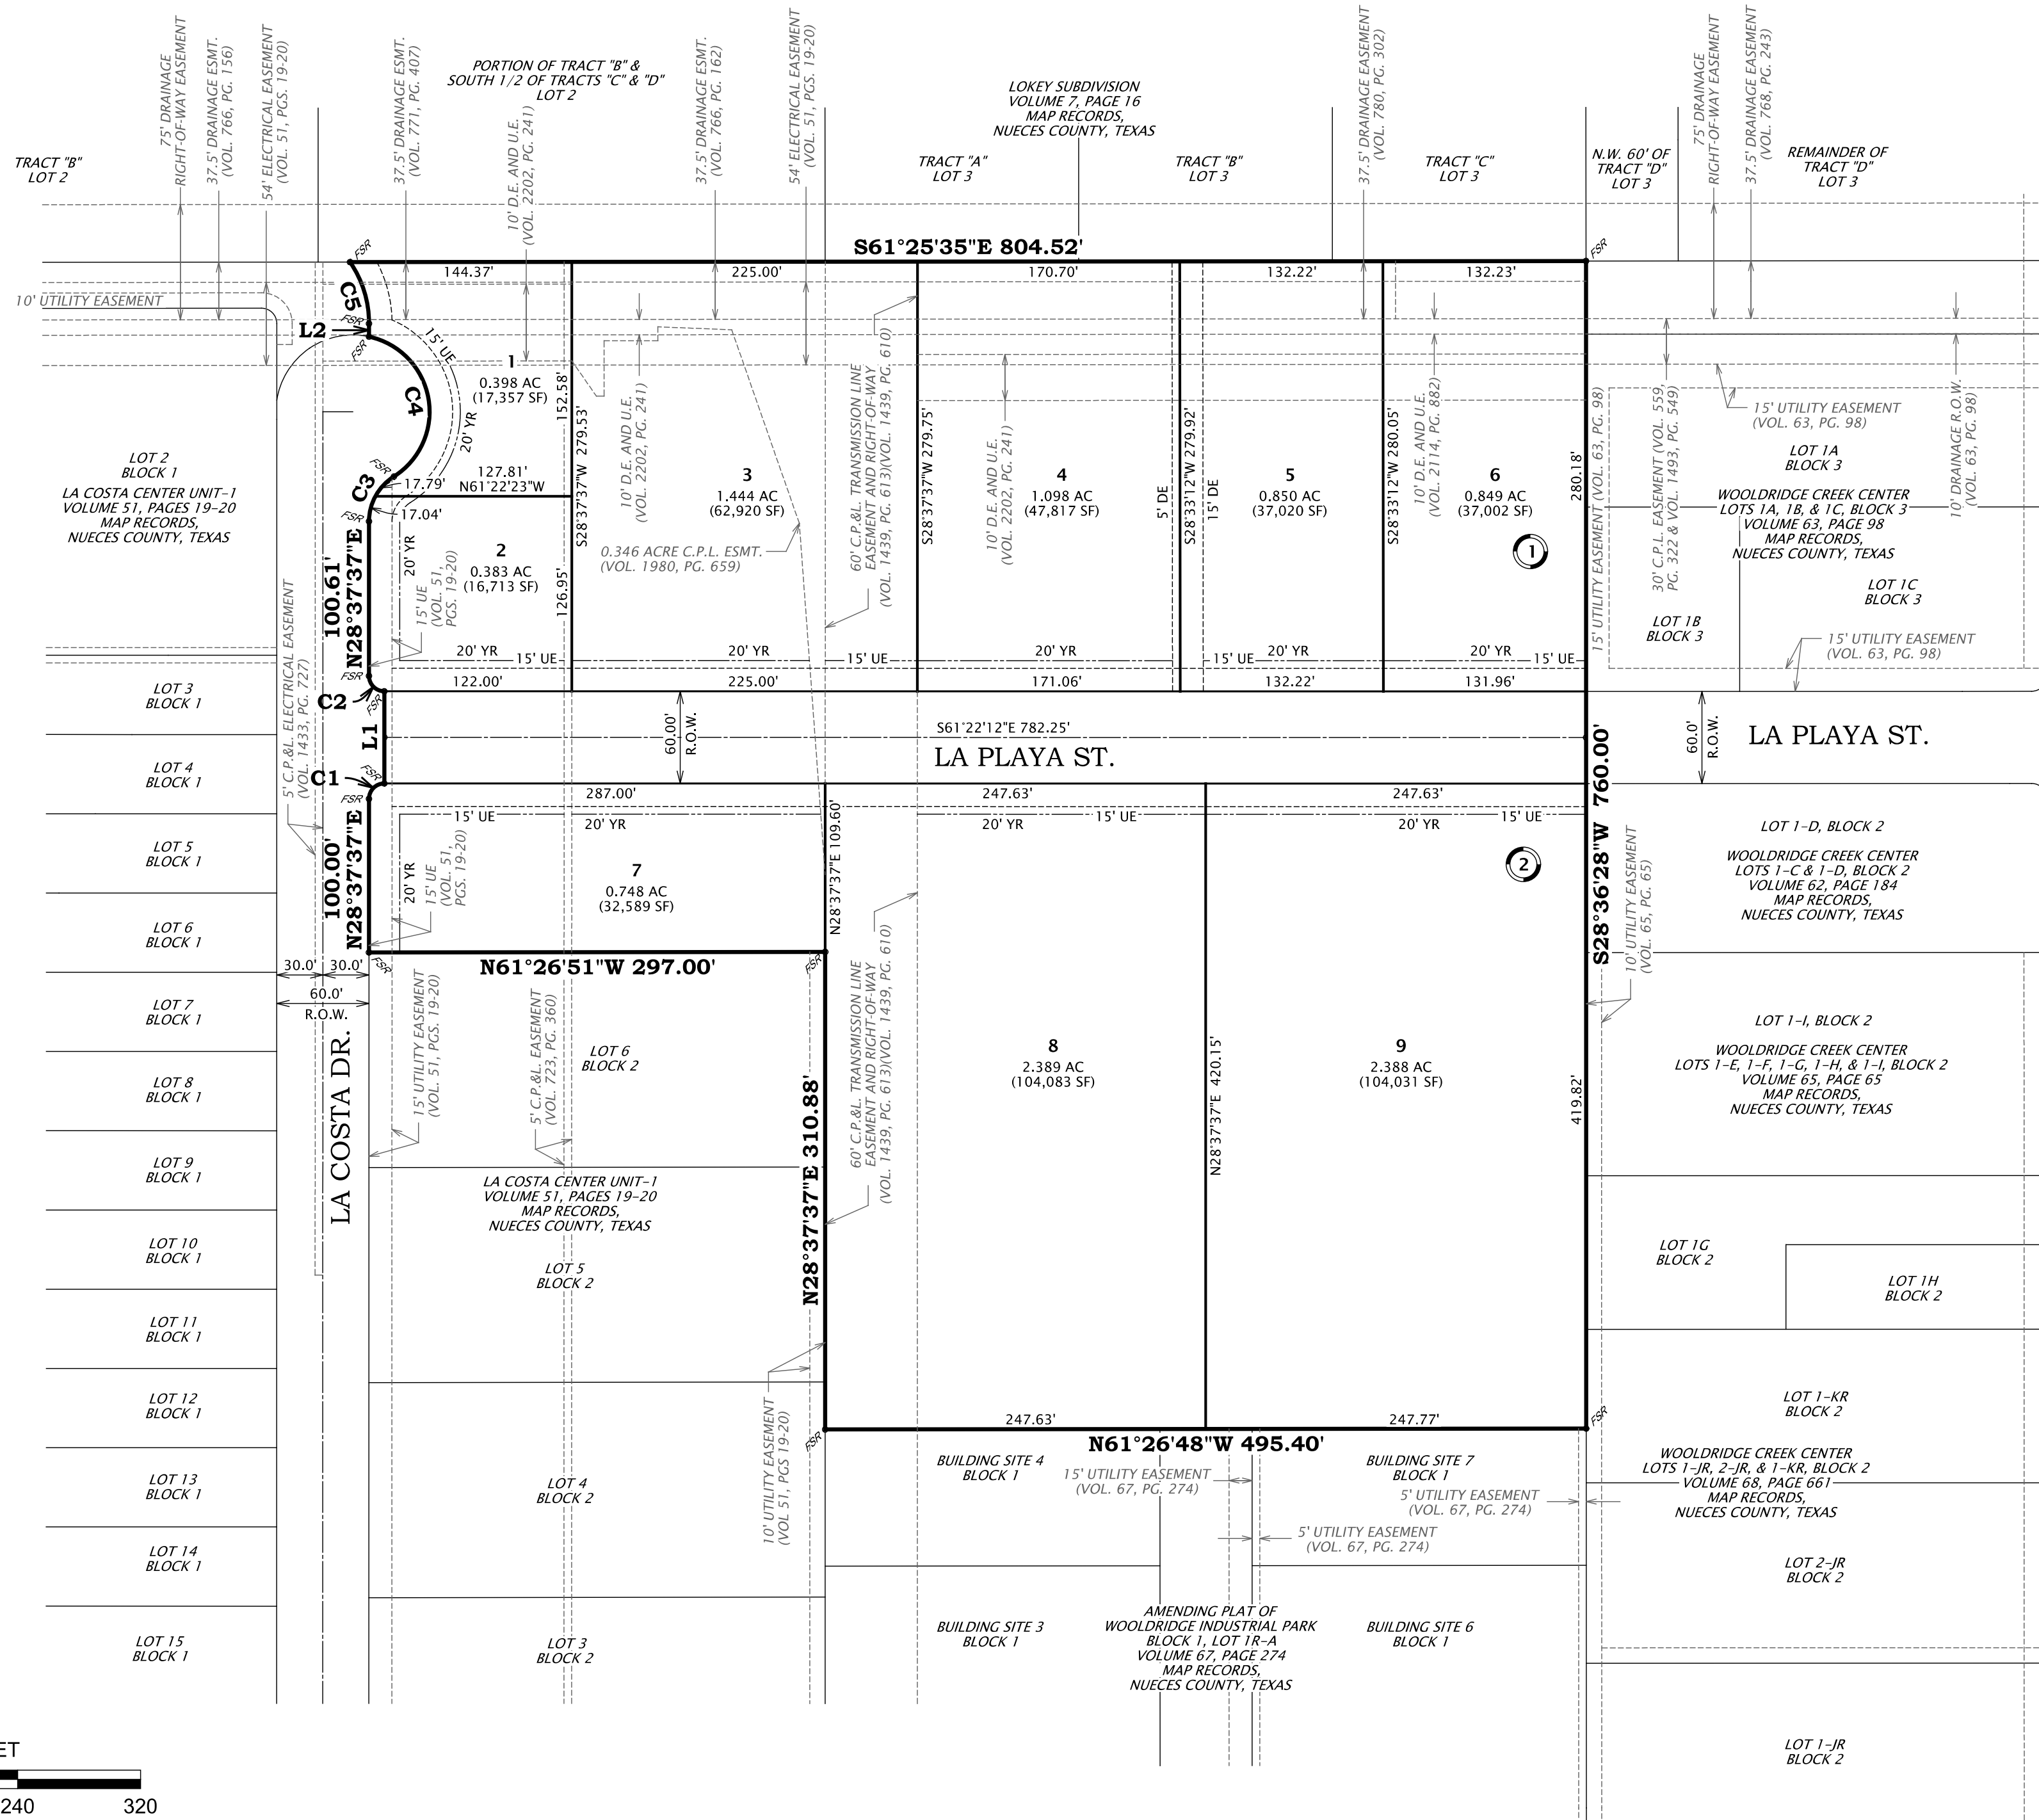 75' DRAINAGE
RIGHT-OF-WAY EASEMENT
37.5' DRAINAGE ESMT.
(VOL. 766, PG. 156)
54' ELECTRICAL EASEMENT
(VOL. 51, PGS. 19-20)
37.5' DRAINAGE ESMT.
(VOL. 771, PG. 407)
PORTION OF TRACT "B" &
SOUTH 1/2 OF TRACTS "C" & "D"
LOT 2
10' D.E. AND U.E.
(VOL. 2202, PG. 241)
37.5' DRAINAGE ESMT.
(VOL. 766, PG. 162)
54' ELECTRICAL EASEMENT
(VOL. 51, PGS. 19-20)
LOKEY SUBDIVISION
VOLUME 7, PAGE 16
MAP RECORDS,
NUECES COUNTY, TEXAS
37.5' DRAINAGE EASEMENT
(VOL. 780, PG. 302)
75' DRAINAGE
RIGHT-OF-WAY EASEMENT
37.5' DRAINAGE EASEMENT
(VOL. 768, PG. 243)
TRACT "B"
LOT 2
TRACT "A"
LOT 3
TRACT "B"
LOT 3
TRACT "C"
LOT 3
N.W. 60' OF
TRACT "D"
LOT 3
REMAINDER OF
TRACT "D"
LOT 3
FSR
S61°25'35"E 804.52'
FSR
144.37'
225.00'
170.70'
132.22'
132.23'
10' UTILITY EASEMENT
C5
FSR
L2
FSR
15' UE
C4
20' YR
1
0.398 AC
(17,357 SF)
152.58'
S28°37'37"W 279.53'
127.81'
N61°22'23"W
FSR
C3
17.79'
17.04'
2
0.383 AC
(16,713 SF)
126.95'
10' D.E. AND U.E.
(VOL. 2202, PG. 241)
3
1.444 AC
(62,920 SF)
0.346 ACRE C.P.L. ESMT.
(VOL. 1980, PG. 659)
60' C.P.&L. TRANSMISSION LINE
EASEMENT AND RIGHT-OF-WAY
(VOL. 1439, PG. 613)(VOL. 1439, PG. 610)
S28°37'37"W 279.75'
10' D.E. AND U.E.
(VOL. 2202, PG. 241)
4
1.098 AC
(47,817 SF)
5' DE
S28°33'12"W 279.92'
15' DE
5
0.850 AC
(37,020 SF)
S28°33'12"W 280.05'
10' D.E. AND U.E.
(VOL. 2114, PG. 882)
6
0.849 AC
(37,002 SF)
1
280.18'
15' UTILITY EASEMENT (VOL. 63, PG. 98)
30' C.P.L. EASEMENT (VOL. 559,
PG. 322 & VOL. 1493, PG. 549)
15' UTILITY EASEMENT
(VOL. 63, PG. 98)
LOT 1A
BLOCK 3
WOOLDRIDGE CREEK CENTER
LOTS 1A, 1B, & 1C, BLOCK 3
VOLUME 63, PAGE 98
MAP RECORDS,
NUECES COUNTY, TEXAS
10' DRAINAGE R.O.W.
(VOL. 63, PG. 98)
LOT 1C
BLOCK 3
LOT 1B
BLOCK 3
15' UTILITY EASEMENT
(VOL. 63, PG. 98)
LOT 2
BLOCK 1
LA COSTA CENTER UNIT-1
VOLUME 51, PAGES 19-20
MAP RECORDS,
NUECES COUNTY, TEXAS
5' C.P.&L. ELECTRICAL EASEMENT
(VOL. 1433, PG. 727)
100.61'
N28°37'37"E
20' YR
15' UE
(VOL. 51,
PGS. 19-20)
20' YR
15' UE
20' YR
15' UE
20' YR
15' UE
20' YR
20' YR
15' UE
FSR
C2
FSR
122.00'
225.00'
171.06'
132.22'
131.96'
L1
60.00'
R.O.W.
S61°22'12"E 782.25'
LA PLAYA ST.
60.0'
R.O.W.
LA PLAYA ST.
FSR
C1
FSR
287.00'
247.63'
247.63'
15' UE
20' YR
20' YR
15' UE
20' YR
15' UE
100.00'
N28°37'37"E
20' YR
15' UE
(VOL. 51,
PGS. 19-20)
7
0.748 AC
(32,589 SF)
N28°37'37"E 109.60'
2
S28°36'28"W 760.00'
10' UTILITY EASEMENT
(VOL. 65, PG. 65)
LOT 1-D, BLOCK 2
WOOLDRIDGE CREEK CENTER
LOTS 1-C & 1-D, BLOCK 2
VOLUME 62, PAGE 184
MAP RECORDS,
NUECES COUNTY, TEXAS
FSR
N61°26'51"W 297.00'
FSR
30.0'
30.0'
60.0'
R.O.W.
LA COSTA DR.
15' UTILITY EASEMENT
(VOL. 51, PGS. 19-20)
5' C.P.&L. EASEMENT
(VOL. 723, PG. 360)
LOT 6
BLOCK 2
LA COSTA CENTER UNIT-1
VOLUME 51, PAGES 19-20
MAP RECORDS,
NUECES COUNTY, TEXAS
LOT 5
BLOCK 2
LOT 4
BLOCK 2
LOT 3
BLOCK 2
N28°37'37"E 310.88'
10' UTILITY EASEMENT
(VOL 51, PGS 19-20)
60' C.P.&L. TRANSMISSION LINE
EASEMENT AND RIGHT-OF-WAY
(VOL. 1439, PG. 613)(VOL. 1439, PG. 610)
8
2.389 AC
(104,083 SF)
N28°37'37"E 420.15'
9
2.388 AC
(104,031 SF)
419.82'
LOT 1-I, BLOCK 2
WOOLDRIDGE CREEK CENTER
LOTS 1-E, 1-F, 1-G, 1-H, & 1-I, BLOCK 2
VOLUME 65, PAGE 65
MAP RECORDS,
NUECES COUNTY, TEXAS
LOT 1G
BLOCK 2
LOT 1H
BLOCK 2
LOT 3
BLOCK 1
LOT 4
BLOCK 1
LOT 5
BLOCK 1
LOT 6
BLOCK 1
LOT 7
BLOCK 1
LOT 8
BLOCK 1
LOT 9
BLOCK 1
LOT 10
BLOCK 1
LOT 11
BLOCK 1
LOT 12
BLOCK 1
LOT 13
BLOCK 1
LOT 14
BLOCK 1
LOT 15
BLOCK 1
247.63'
247.77'
FSR
N61°26'48"W 495.40'
FSR
BUILDING SITE 4
BLOCK 1
15' UTILITY EASEMENT
(VOL. 67, PG. 274)
BUILDING SITE 7
BLOCK 1
5' UTILITY EASEMENT
(VOL. 67, PG. 274)
5' UTILITY EASEMENT
(VOL. 67, PG. 274)
LOT 1-KR
BLOCK 2
WOOLDRIDGE CREEK CENTER
LOTS 1-JR, 2-JR, & 1-KR, BLOCK 2
VOLUME 68, PAGE 661
MAP RECORDS,
NUECES COUNTY, TEXAS
LOT 2-JR
BLOCK 2
BUILDING SITE 3
BLOCK 1
AMENDING PLAT OF
WOOLDRIDGE INDUSTRIAL PARK
BLOCK 1, LOT 1R-A
VOLUME 67, PAGE 274
MAP RECORDS,
NUECES COUNTY, TEXAS
BUILDING SITE 6
BLOCK 1
LOT 1-JR
BLOCK 2
ET
240
320